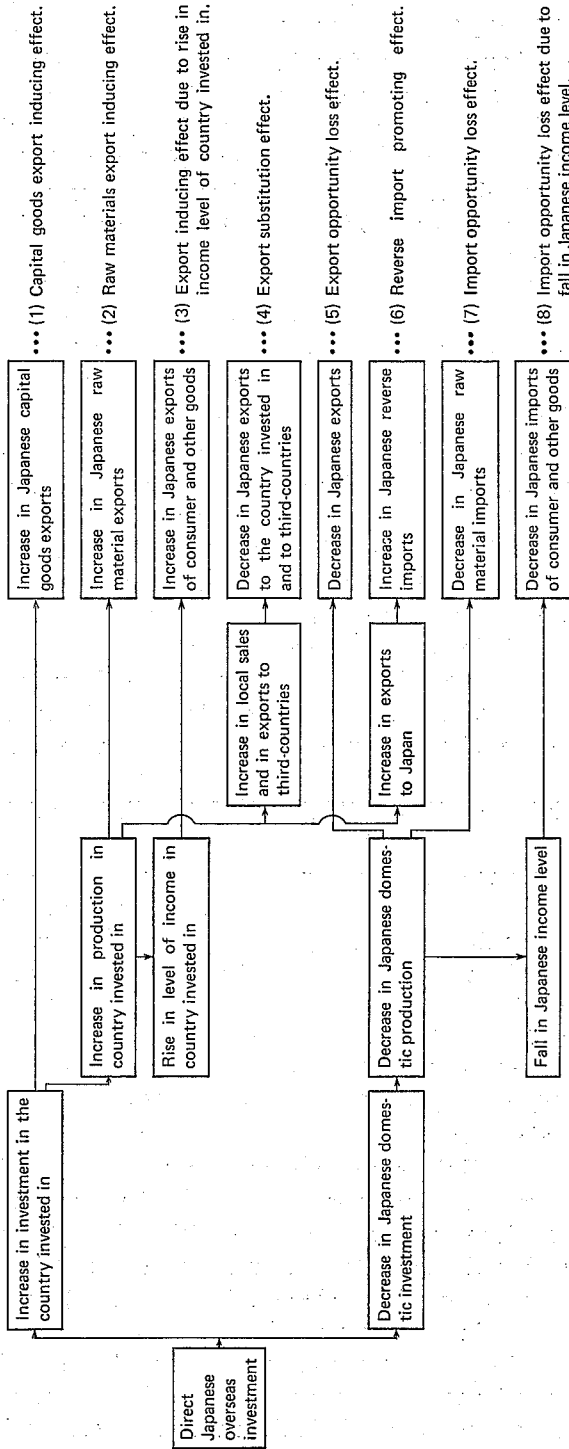 Direct
Japanese
overseas
investment
Increase in investment in the
country invested in
Decrease in Japanese domes-
tic investment
Increase in production in
country invested in
Rise in level of income in
country invested in
Decrease in Japanese domes-
tic production
Fall in Japanese income level
Increase in local sales
and in exports to
third-countries
Increase in exports
to Japan
Increase in Japanese capital
goods exports
Increase in Japanese raw
material exports
Increase in Japanese exports
of consumer and other goods
Decrease in Japanese exports
to the country invested in
and to third-countries
Decrease in Japanese exports
Increase in Japanese reverse
imports
Decrease in Japanese raw
material imports
Decrease in Japanese imports
of consumer and other goods
••• (1) Capital goods export inducing effect.
••• (2) Raw materials export inducing effect.
••• (3) Export inducing effect due to rise in
income level of country invested in.
••• (4) Export substitution effect.
••• (5) Export opportunity loss effect.
••• (6) Reverse import promoting effect.
••• (7) Import opportunity loss effect.
••• (8) Import opportunity loss effect due to
fall in Japanese income level